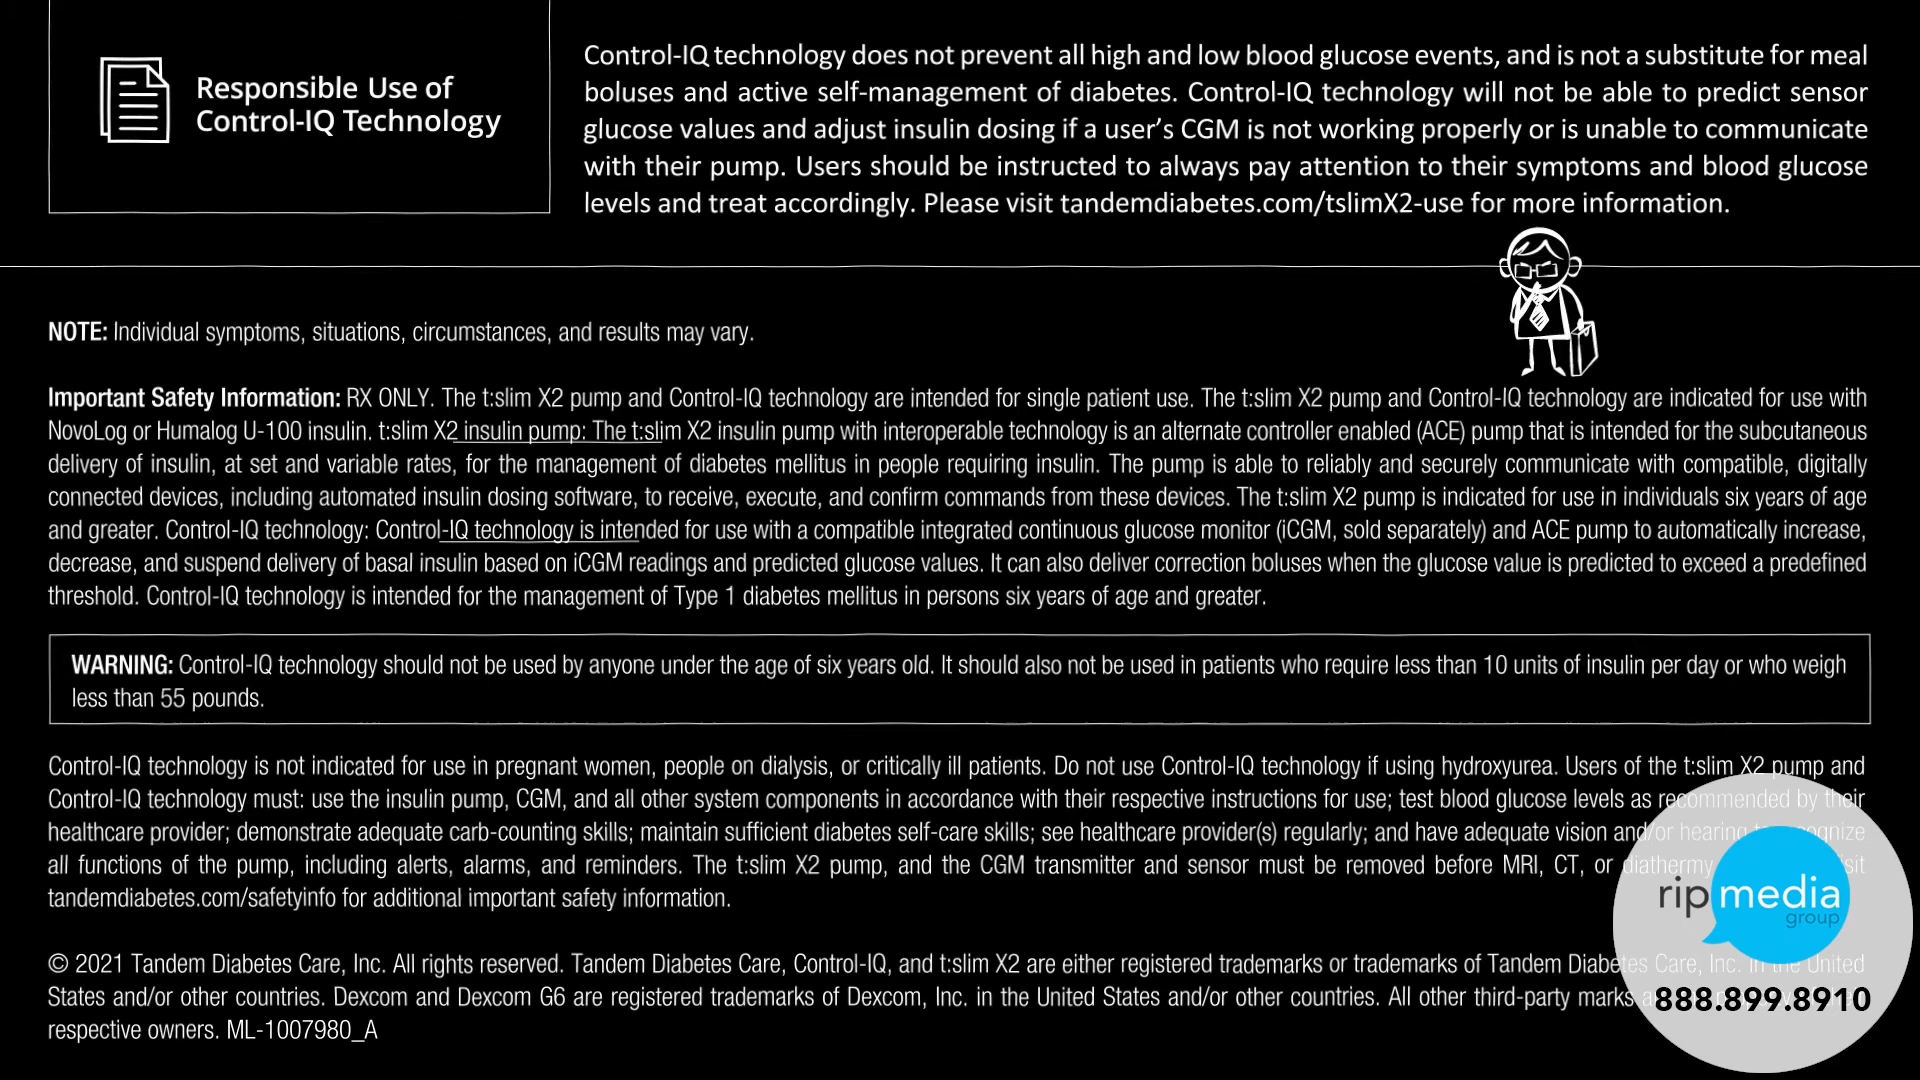 Responsible Use of
Control-IQ Technology
Control-IQ technology does not prevent all high and low blood glucose events, and is not a substitute for meal
boluses and active self-management of diabetes. Control-IQ technology will not be able to predict sensor
glucose values and adjust insulin dosing if a user's CGM is not working properly or is unable to communicate
with their pump. Users should be instructed to always pay attention to their symptoms and blood glucose
levels and treat accordingly. Please visit tandemdiabetes.com/tslimX2-use for more information.
NOTE: Individual symptoms, situations, circumstances, and results may vary.
Important Safety Information: RX ONLY. The t:slim X2 pump and Control-IQ technology are intended for single patient use. The t:slim X2 pump and Control-IQ technology are indicated for use with
NovoLog or Humalog U-100 insulin. t:slim X2 insulin pump: The t:slim X2 insulin pump with interoperable technology is an alternate controller enabled (ACE) pump that is intended for the subcutaneous
delivery of insulin, at set and variable rates, for the management of diabetes mellitus in people requiring insulin. The pump is able to reliably and securely communicate with compatible, digitally
connected devices, including automated insulin dosing software, to receive, execute, and confirm commands from these devices. The t:slim X2 pump is indicated for use in individuals six years of age
and greater. Control-IQ technology: Control-IQ technology is intended for use with a compatible integrated continuous glucose monitor (iCGM, sold separately) and ACE pump to automatically increase,
decrease, and suspend delivery of basal insulin based on iCGM readings and predicted glucose values. It can also deliver correction boluses when the glucose value is predicted to exceed a predefined
threshold. Control-IQ technology is intended for the management of Type 1 diabetes mellitus in persons six years of age and greater.
WARNING: Control-IQ technology should not be used by anyone under the age of six years old. It should also not be used in patients who require less than 10 units of insulin per day or who weigh
less than 55 pounds.
Control-IQ technology is not indicated for use in pregnant women, people on dialysis, or critically ill patients. Do not use Control-IQ technology if using hydroxyurea. Users of the t:slim X2 pump and
Control-IQ technology must: use the insulin pump, CGM, and all other system components in accordance with their respective instructions for use; test blood glucose levels as recommended by their
healthcare provider; demonstrate adequate carb-counting skills; maintain sufficient diabetes self-care skills; see healthcare provider(s) regularly; and have adequate vision and/or hearing
all functions of the pump, including alerts, alarms, and reminders. The t:slim X2 pump, and the CGM transmitter and sensor must be removed before MRI, CT, or diathermy
tandemdiabetes.com/safetyinfo for additional important safety information.
© 2021 Tandem Diabetes Care, Inc. All rights reserved. Tandem Diabetes Care, Control-IQ, and t:slim X2 are either registered trademarks or trademarks of Tandem Diabetes Care, Inc. in the United
States and/or other countries. Dexcom and Dexcom G6 are registered trademarks of Dexcom, Inc. in the United States and/or other countries. All other third-party marks
respective owners. ML-1007980_A
ripmedia
group
888.899.8910